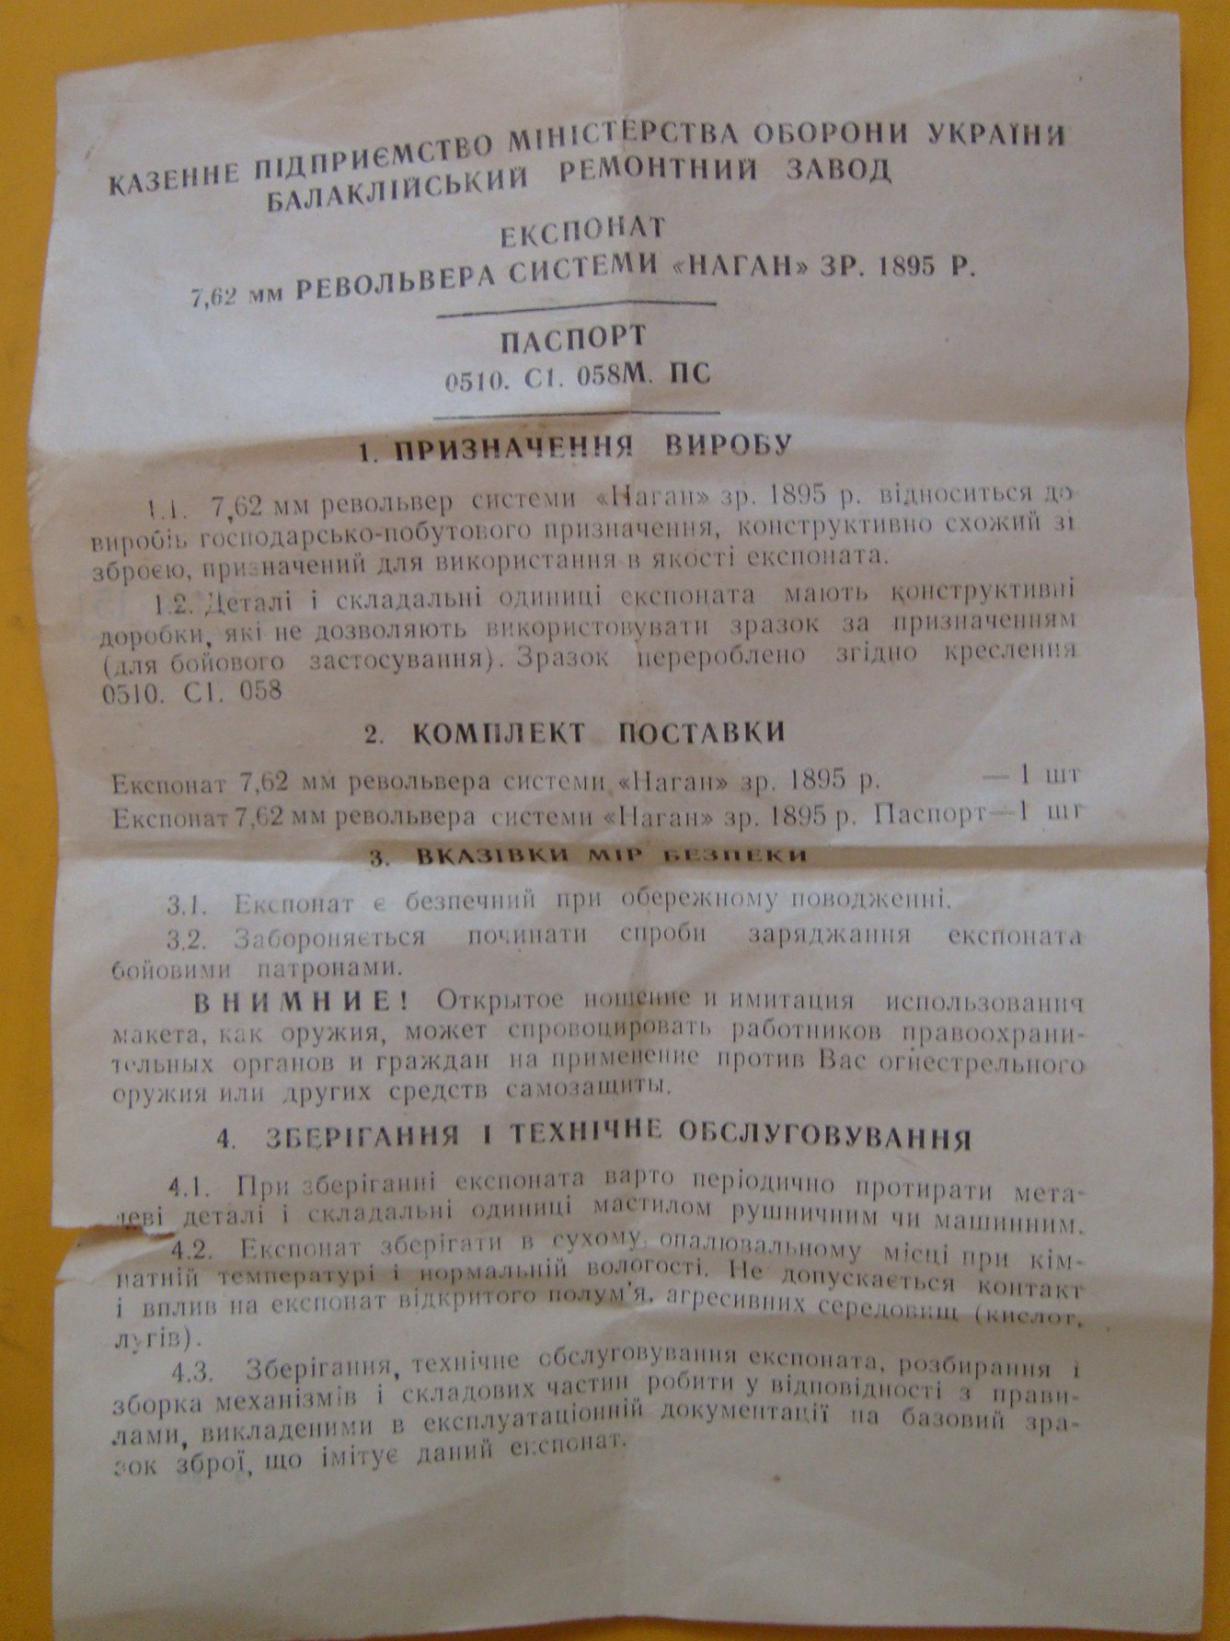 КАЗЕННЕ ПІДПРИЄМСТВО МІНІСТЕРСТВА ОБОРОНИ УКРАЇНИ
БАЛАКЛІЙСЬКИЙ РЕМОНТНИЙ ЗАВОД
ЕКСПОНАТ
7,62 мм РЕВОЛЬВЕРА СИСТЕМИ «НАГАН» ЗР. 1895 Р.
ПАСПОРТ
0510. С1. 058М. ПС
1. ПРИЗНАЧЕННЯ ВИРОБУ
1.1. 7,62 мм револьвер системи «Наган» зр. 1895 р. відноситься до
виробів господарсько-побутового призначення, конструктивно схожий зі
зброєю, призначений для використання в якості експоната.
1.2. Деталі і складальні одиниці експоната мають конструктивні
доробки, які не дозволяють використовувати зразок за призначенням
(для бойового застосування). Зразок перероблено згідно креслення
0510. С1. 058
2. КОМПЛЕКТ ПОСТАВКИ
Експонат 7,62 мм револьвера системи «Наган» зр. 1895 р. — 1 шт
Експонат 7,62 мм револьвера системи «Наган» зр. 1895 р. Паспорт—1 шт
3. ВКАЗІВКИ МІР БЕЗПЕКИ
3.1. Експонат є безпечний при обережному поводженні.
3.2. Забороняється починати спроби заряджання експоната
бойовими патронами.
ВНИМНИЕ! Открытое ношение и имитация использования
макета, как оружия, может спровоцировать работников правоохрани-
тельных органов и граждан на применение против Вас огнестрельного
оружия или других средств самозащиты.
4. ЗБЕРІГАННЯ І ТЕХНІЧНЕ ОБСЛУГОВУВАННЯ
4.1. При зберіганні експоната варто періодично протирати мета-
леві деталі і складальні одиниці мастилом рушничним чи машинним.
4.2. Експонат зберігати в сухому, опалювальному місці при кім-
натній температурі і нормальній вологості. Не допускається контакт
і вплив на експонат відкритого полум'я, агресивних середовищ (кислот,
лугів).
4.3. Зберігання, технічне обслуговування експоната, розбирання і
зборка механізмів і складових частин робити у відповідності з прави-
лами, викладеними в експлуатаціонній документації на базовий зра-
зок зброї, що імітує даний експонат.